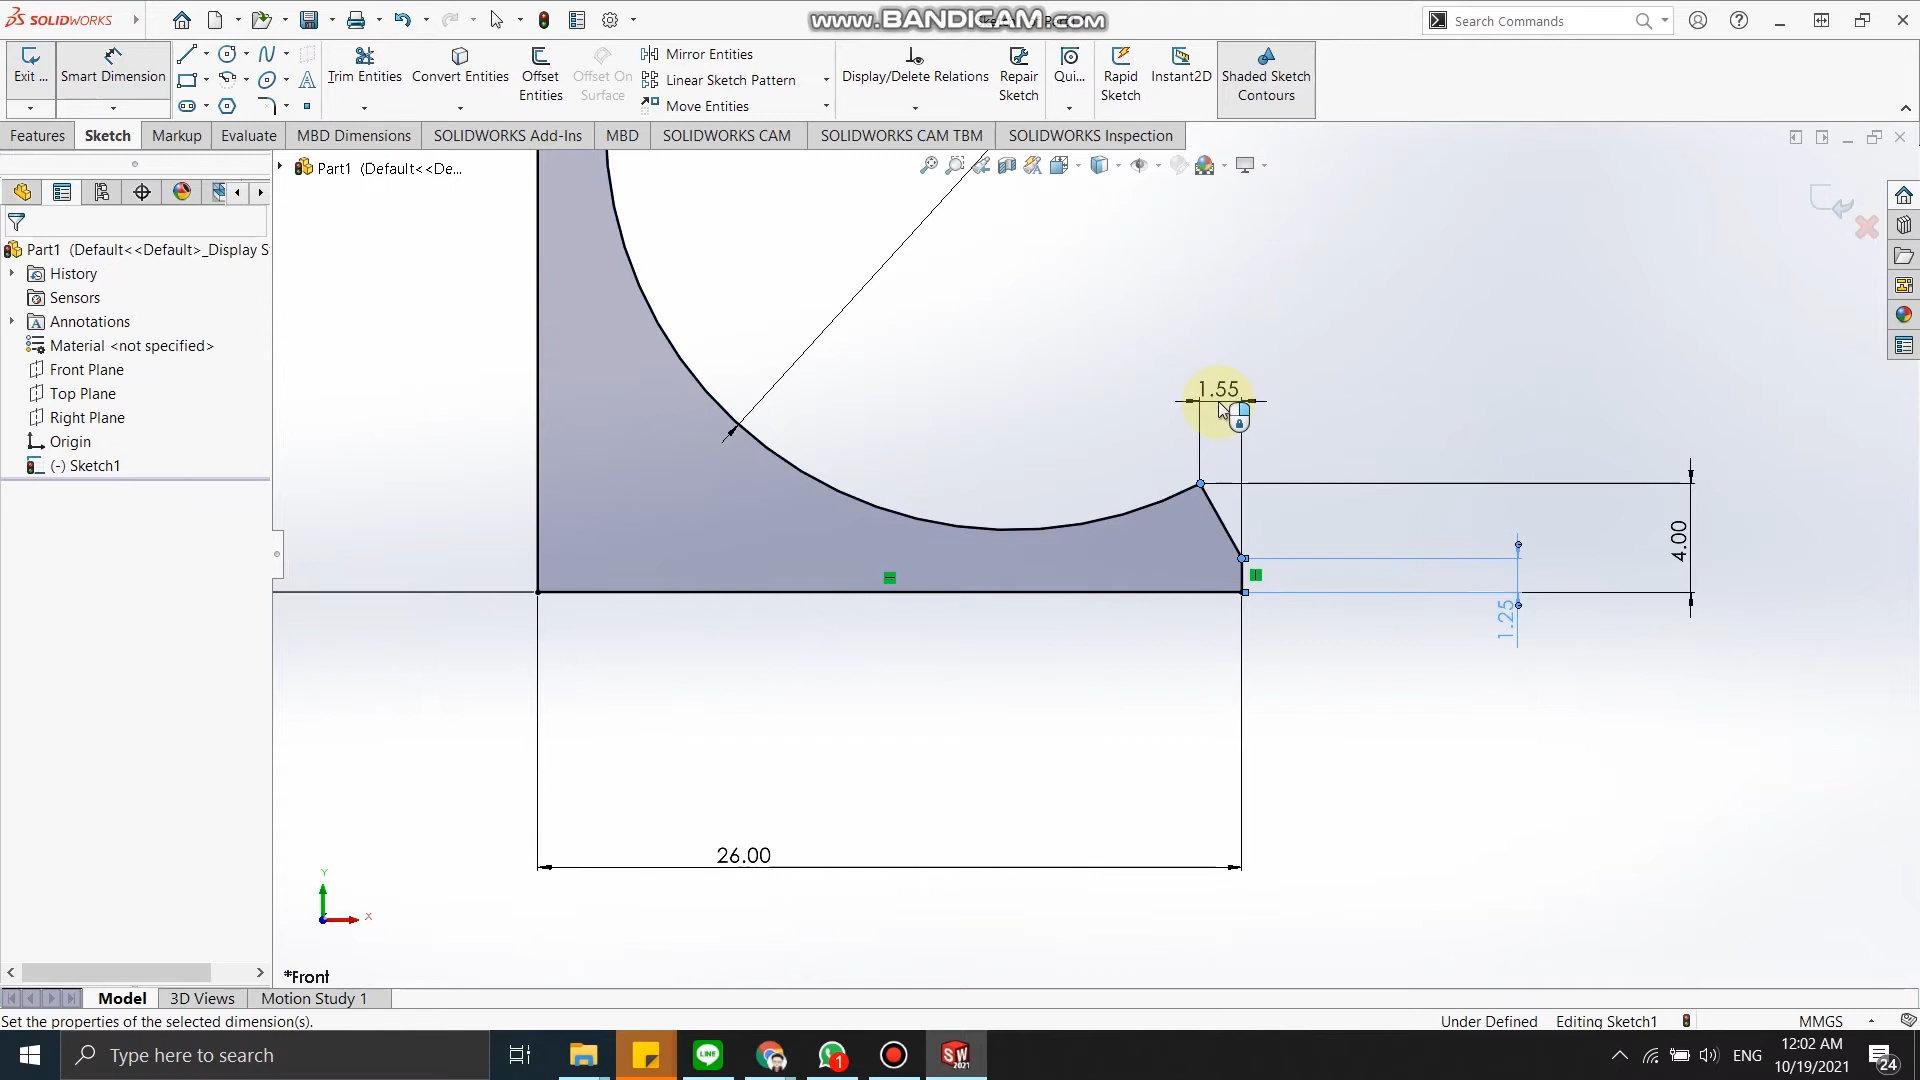 SOLIDWORKS
www.BANDICAM.com
Search Commands
Exit ...
Smart Dimension
Trim Entities
Convert Entities
Offset Entities
Offset On Surface
Mirror Entities
Linear Sketch Pattern
Move Entities
Display/Delete Relations
Repair Sketch
Qui...
Rapid Sketch
Instant2D
Shaded Sketch Contours
Features
Sketch
Markup
Evaluate
MBD Dimensions
SOLIDWORKS Add-Ins
MBD
SOLIDWORKS CAM
SOLIDWORKS CAM TBM
SOLIDWORKS Inspection
Part1 (Default<<De...
Part1 (Default<<Default>_Display S
History
Sensors
Annotations
Material <not specified>
Front Plane
Top Plane
Right Plane
Origin
(-) Sketch1
1.55
4.00
1.25
26.00
Y
X
*Front
Model
3D Views
Motion Study 1
Set the properties of the selected dimension(s).
Under Defined
Editing Sketch1
MMGS
Type here to search
LINE
1
SW
2021
ENG
12:02 AM
10/19/2021
24